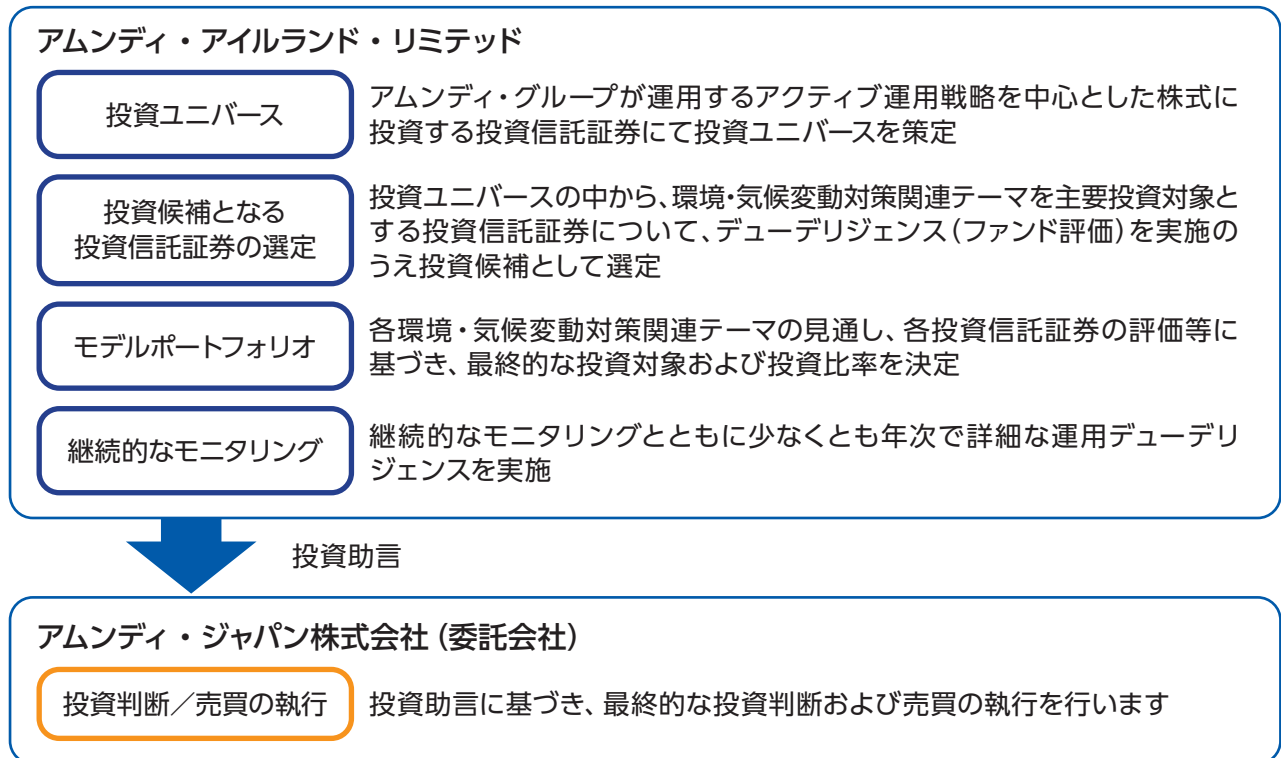 アムンディ・アイルランド・リミテッド
投資ユニバース
アムンディ・グループが運用するアクティブ運用戦略を中心とした株式に
投資する投資信託証券にて投資ユニバースを策定
投資候補となる
投資信託証券の選定
投資ユニバースの中から、環境・気候変動対策関連テーマを主要投資対象と
する投資信託証券について、デューデリジェンス(ファンド評価)を実施の
うえ投資候補として選定
モデルポートフォリオ
各環境・気候変動対策関連テーマの見通し、各投資信託証券の評価等に
基づき、最終的な投資対象および投資比率を決定
継続的なモニタリング
継続的なモニタリングとともに少なくとも年次で詳細な運用デューデリ
ジェンスを実施
投資助言
アムンディ・ジャパン株式会社(委託会社)
投資判断/売買の執行
投資助言に基づき、最終的な投資判断および売買の執行を行います